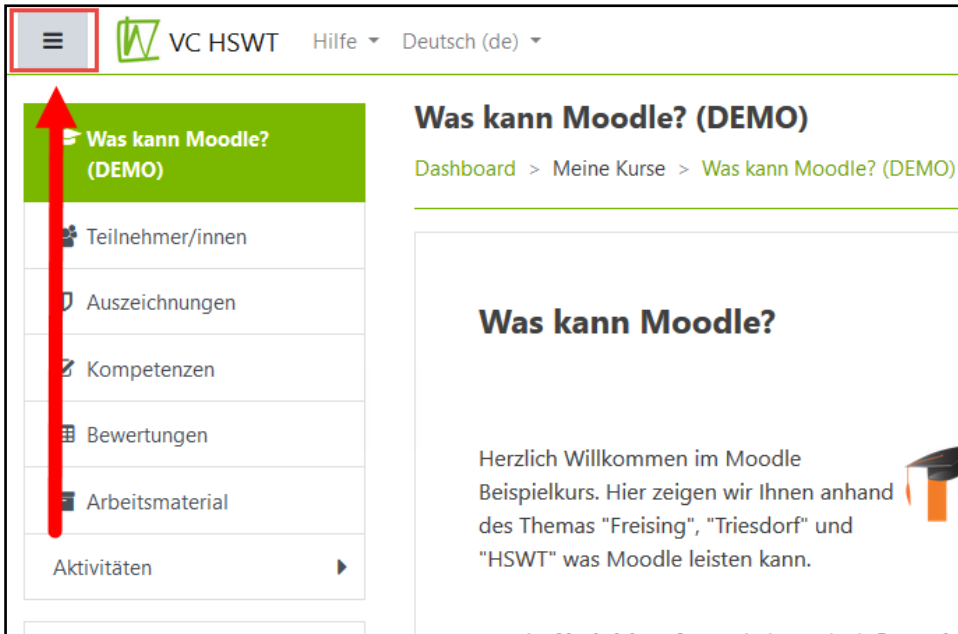 VC HSWT Hilfe Deutsch (de)
Was kann Moodle?
(DEMO)
Teilnehmer/innen
Auszeichnungen
Kompetenzen
Bewertungen
Arbeitsmaterial
Aktivitäten
Was kann Moodle? (DEMO)
Dashboard > Meine Kurse > Was kann Moodle? (DEMO)
Was kann Moodle?
Herzlich Willkommen im Moodle
Beispielkurs. Hier zeigen wir Ihnen anhand
des Themas "Freising", "Triesdorf" und
"HSWT" was Moodle leisten kann.